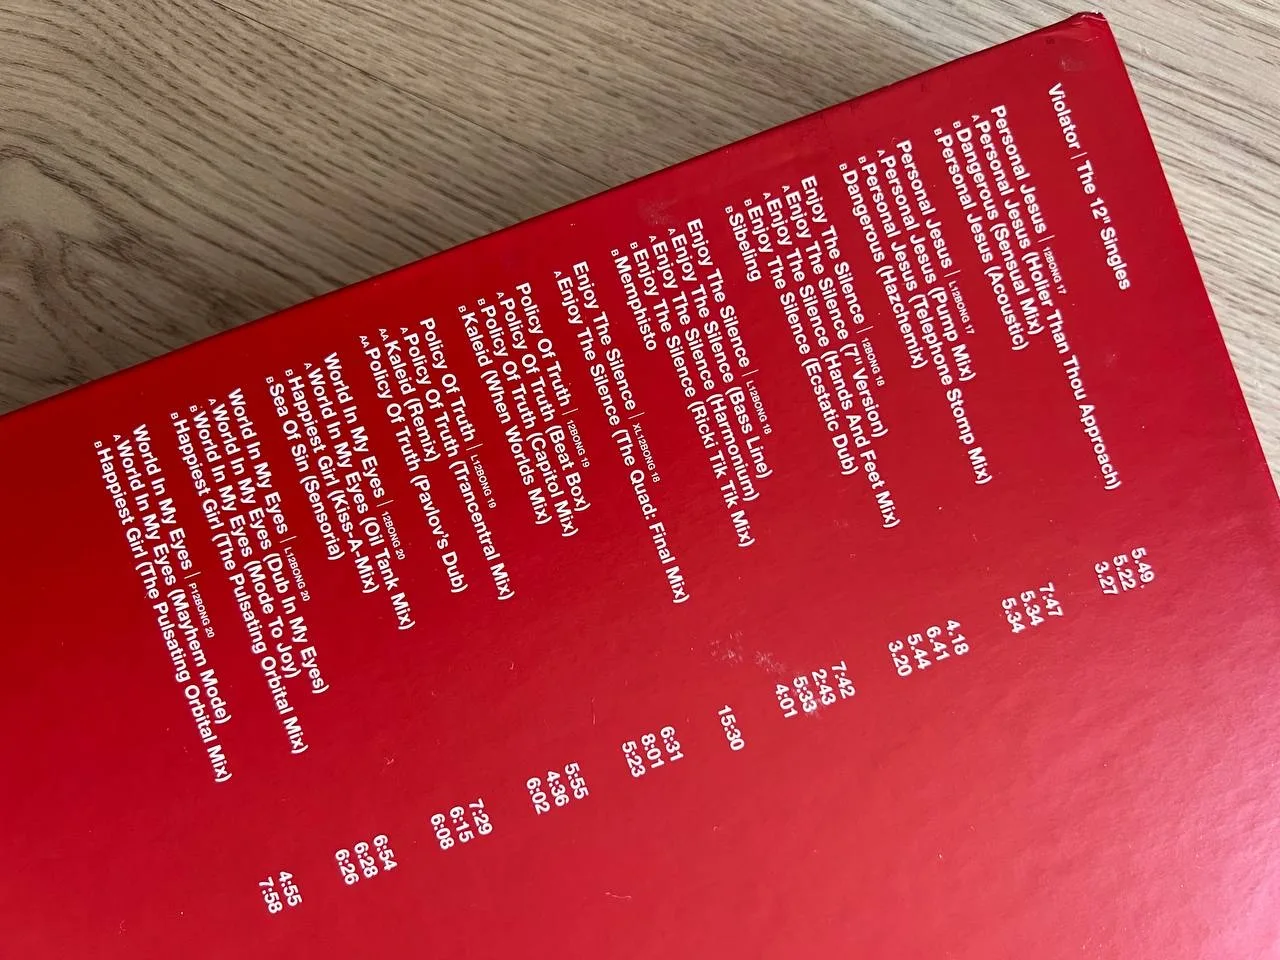 Violator | The 12" Singles
Personal Jesus | 12BONG 17
A Personal Jesus (Holier Than Thou Approach) 5.49.
B Dangerous (Sensual Mix) 5.22.
B Personal Jesus (Acoustic) 3.27
Personal Jesus | L12BONG 17
A Personal Jesus (Pump Mix) 7:47
B Personal Jesus (Telephone Stomp Mix) 5.34
B Dangerous (Hazchemix) 5.34
Enjoy The Silence | 12BONG 18
A Enjoy The Silence (7" Version) 4.18
A Enjoy The Silence (Hands And Feet Mix) 6.41
B Enjoy The Silence (Ecstatic Dub) 5.44
B Sibeling 3.20
Enjoy The Silence | L12BONG 18
A Enjoy The Silence (Bass Line) 7:42
A Enjoy The Silence (Harmonium) 2:43
B Enjoy The Silence (Ricki Tik Tik Mix) 5:33
B Memphisto 4:01
Enjoy The Silence | XL12BONG 18
A Enjoy The Silence (The Quad: Final Mix) 15:30
Policy Of Truth | 12BONG 19
A Policy Of Truth (Beat Box) 6:31
B Policy Of Truth (Capitol Mix) 8:01
B Kaleid (When Worlds Mix) 5:23
Policy Of Truth | L12BONG 19
A Policy Of Truth (Trancentral Mix) 5:55
AA Kaleid (Remix) 4:36
AA Policy Of Truth (Pavlov's Dub) 6:02
World In My Eyes | 12BONG 20
A World In My Eyes (Oil Tank Mix) 7:29
B Happiest Girl (Kiss-A-Mix) 6:15
B Sea Of Sin (Sensoria) 6:08
World In My Eyes | L12BONG 20
A World In My Eyes (Dub In My Eyes) 6:54
B World In My Eyes (Mode To Joy) 6:28
B Happiest Girl (The Pulsating Orbital Mix) 6:26
World In My Eyes | P12BONG 20
A World In My Eyes (Mayhem Mode) 4:55
B Happiest Girl (The Pulsating Orbital Mix) 7:58